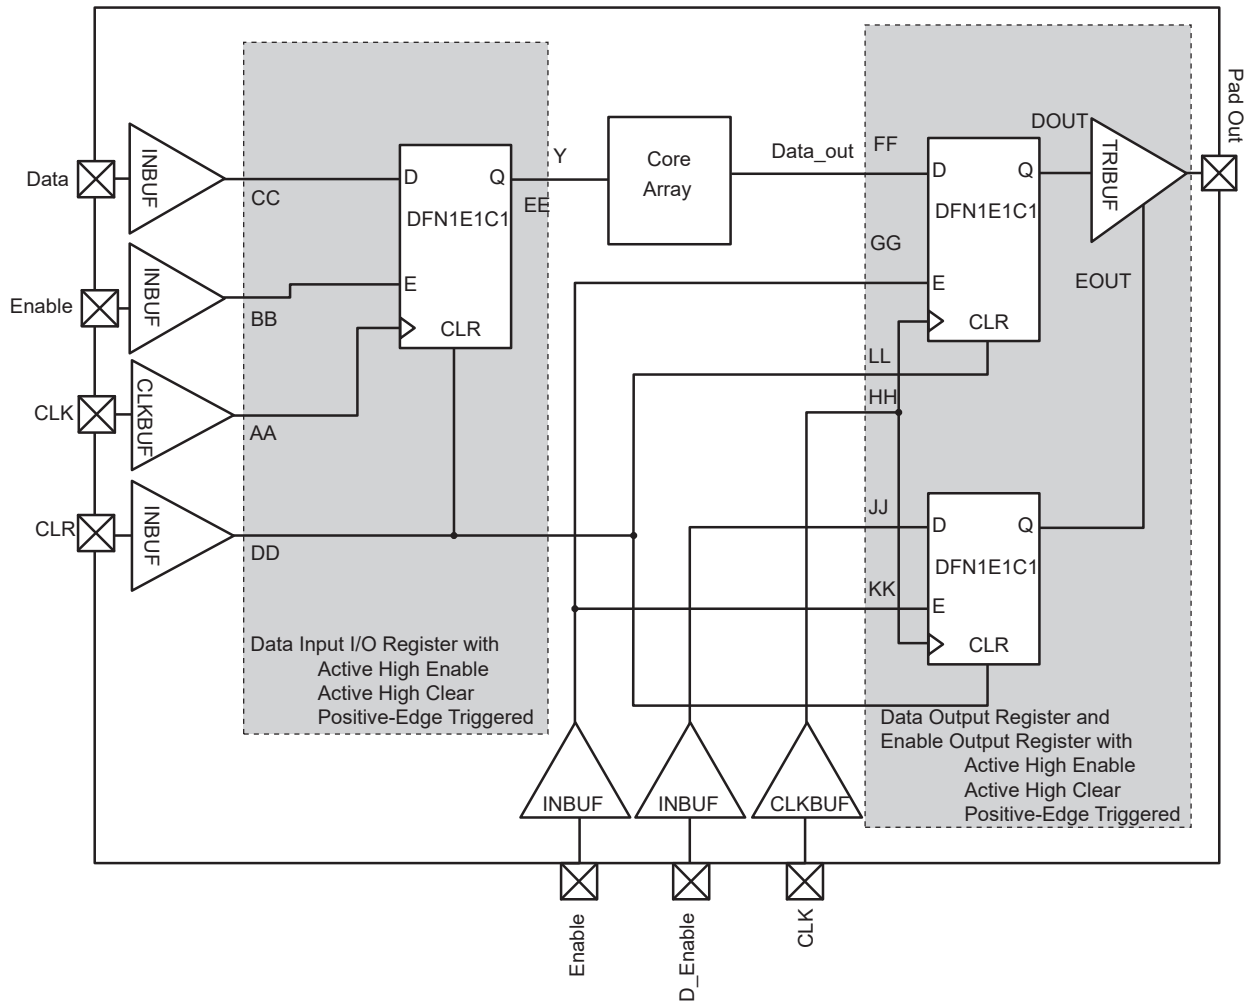 Data
INBUF
CC
D
Q
DFN1E1C1
E
CLR
Y
EE
Core
Array
Data_out
FF
D
Q
DFN1E1C1
GG
E
CLR
DOUT
TRIBUF
Pad Out
EOUT
Enable
INBUF
BB
CLK
CLKBUF
AA
LL
HH
CLR
INBUF
DD
JJ
D
Q
DFN1E1C1
KK
E
CLR
Data Input I/O Register with
Active High Enable
Active High Clear
Positive-Edge Triggered
Data Output Register and
Enable Output Register with
Active High Enable
Active High Clear
Positive-Edge Triggered
INBUF
INBUF
CLKBUF
Enable
D_Enable
CLK